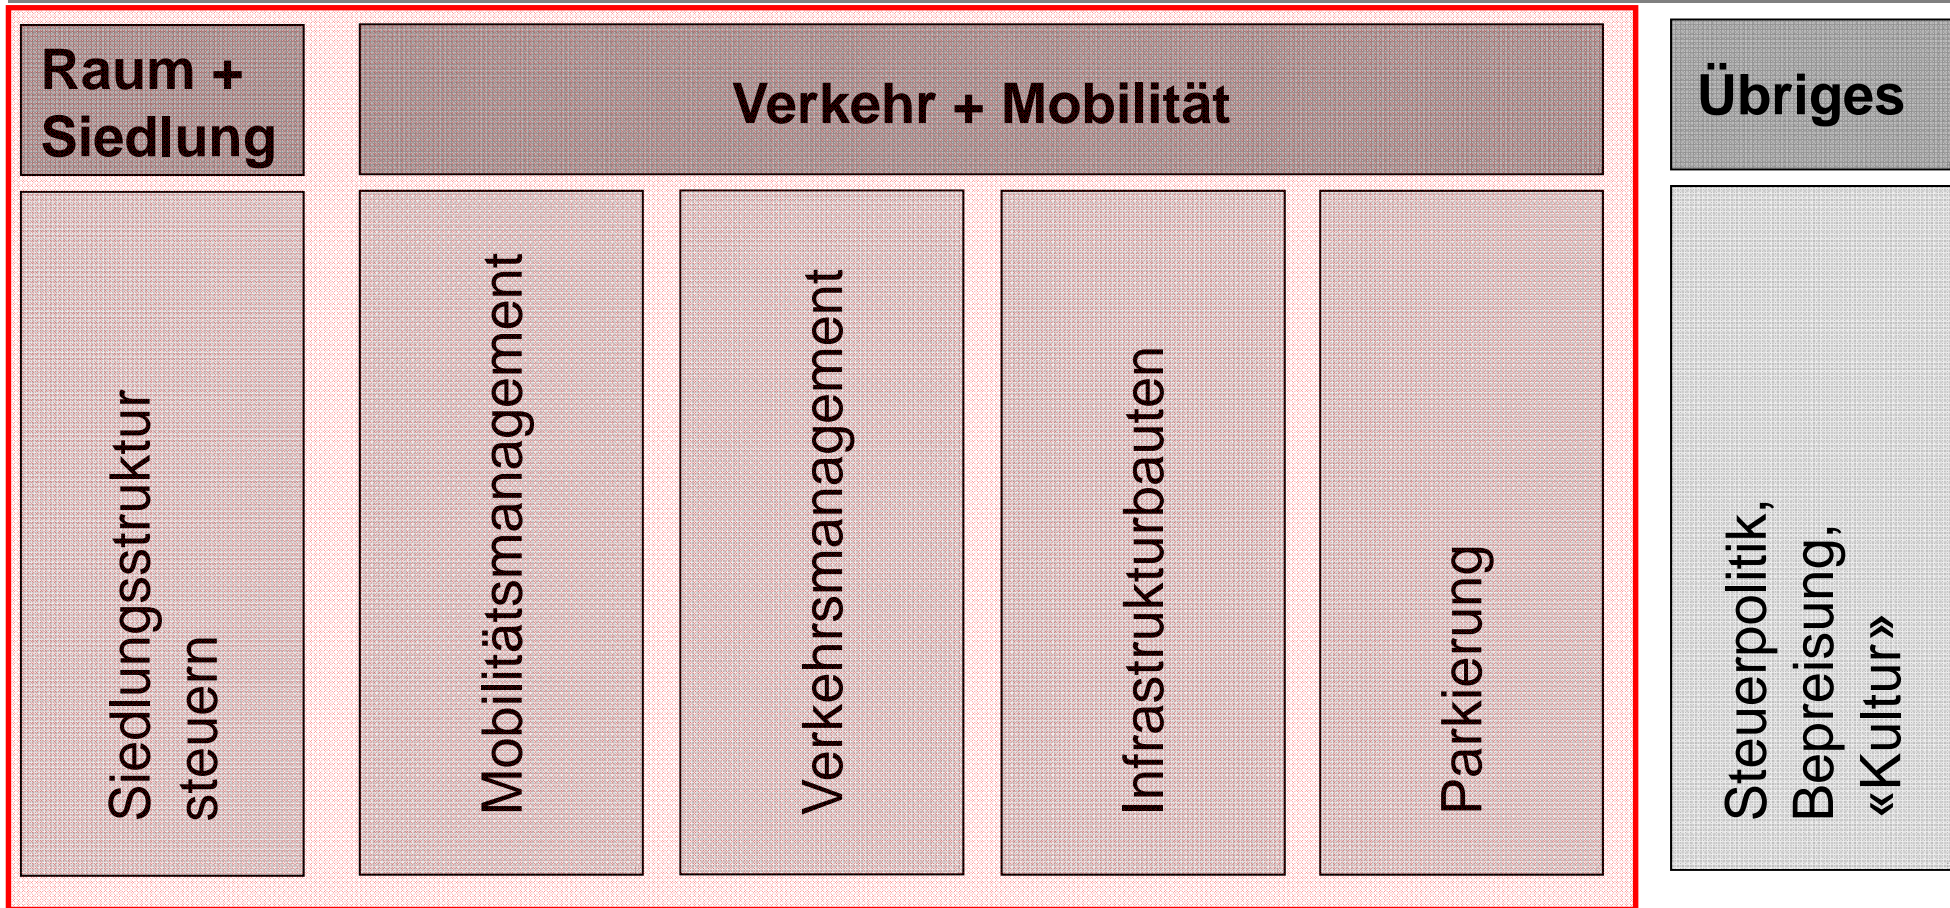 Raum +
Siedlung
Verkehr + Mobilität
Übriges
Siedlungsstruktur
steuern
Mobilitätsmanagement
Verkehrsmanagement
Infrastrukturbauten
Parkierung
Steuerpolitik,
Bepreisung,
«Kultur»